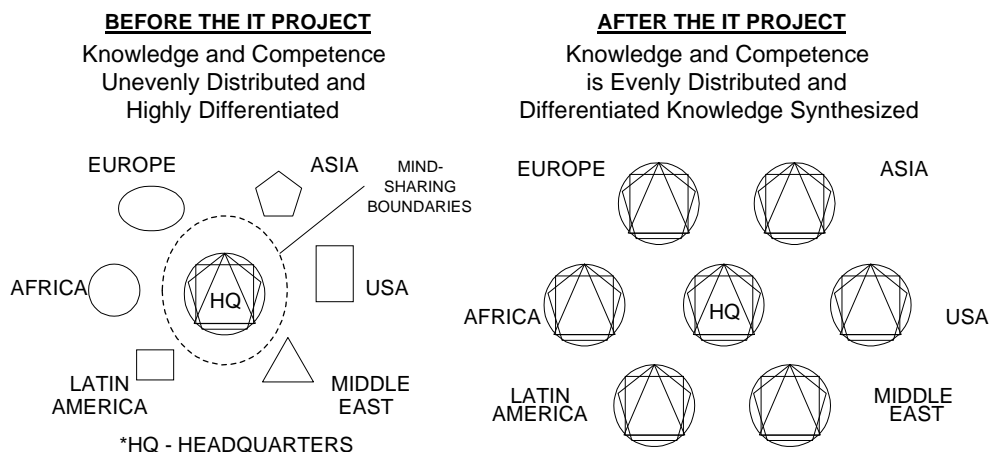 BEFORE THE IT PROJECT
Knowledge and Competence
Unevenly Distributed and
Highly Differentiated
EUROPE
ASIA
MIND-
SHARING
BOUNDARIES
AFRICA
HQ
USA
LATIN
AMERICA
MIDDLE
EAST
*HQ - HEADQUARTERS
AFTER THE IT PROJECT
Knowledge and Competence
is Evenly Distributed and
Differentiated Knowledge Synthesized
EUROPE
ASIA
AFRICA
HQ
USA
LATIN
AMERICA
MIDDLE
EAST